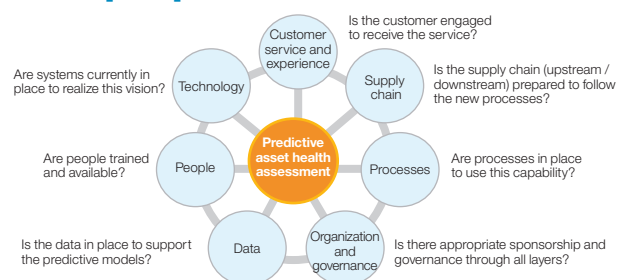 Customer
service and
experience
Is the customer engaged
to receive the service?
Supply
chain
Is the supply chain (upstream /
downstream) prepared to follow
the new processes?
Processes
Are processes in place
to use this capability?
Organization
and
governance
Is there appropriate sponsorship and
governance through all layers?
Data
Is the data in place to support
the predictive models?
People
Are people trained
and available?
Technology
Are systems currently in
place to realize this vision?
Predictive
asset health
assessment